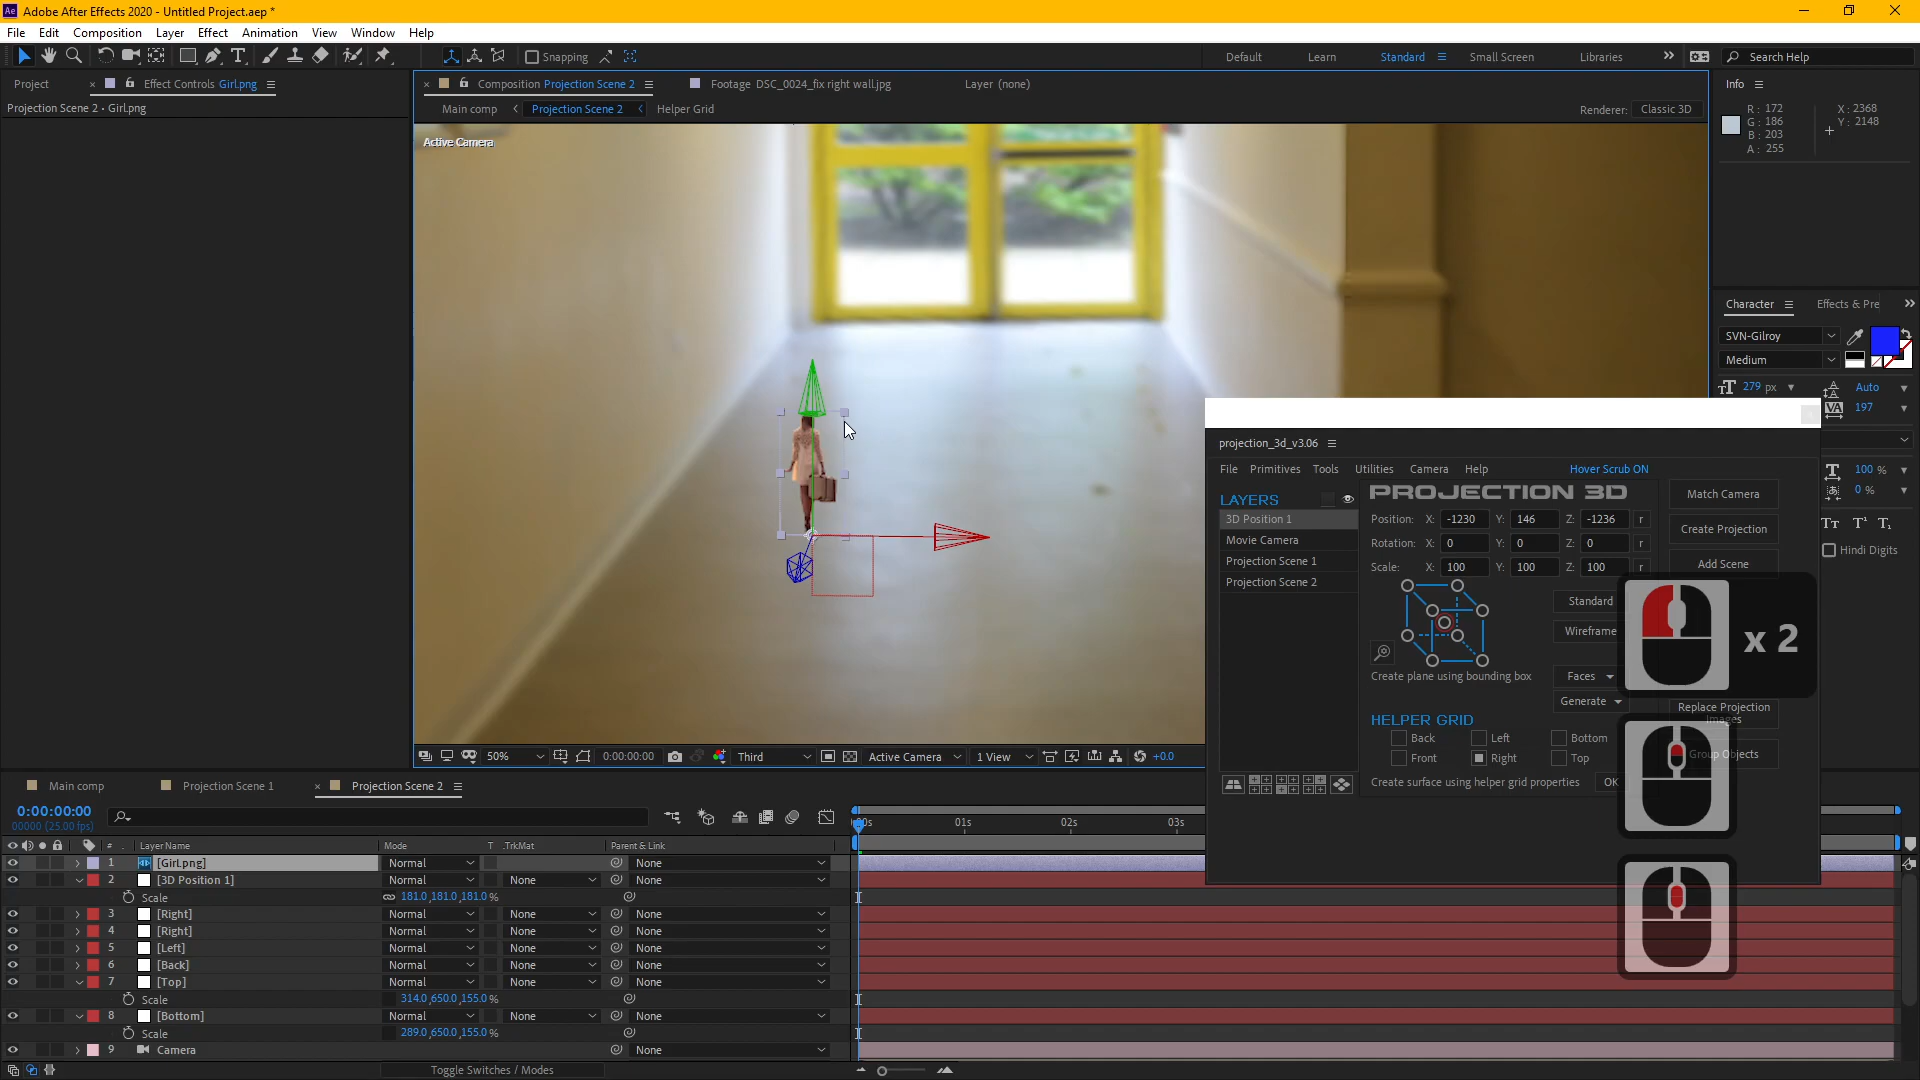 Adobe After Effects 2020 - Untitled Project.aep *
File Edit Composition Layer Effect Animation View Window Help
Snapping
Default Learn Standard Small Screen Libraries Search Help
Project Effect Controls Girl.png
Composition Projection Scene 2 Footage DSC_0024_fix right wall.jpg Layer (none)
Info
Projection Scene 2 • Girl.png
Main comp Projection Scene 2 Helper Grid
Renderer: Classic 3D
R: 172
G: 186
B: 203
A: 255
X: 2368
Y: 2148
Active Camera
Character Effects & Pre
SVN-Gilroy
Medium
279 px Auto
197
100 %
0 %
Hindi Digits
projection_3d_v3.06
File Primitives Tools Utilities Camera Help Hover Scrub ON
LAYERS
3D Position 1
Movie Camera
Projection Scene 1
Projection Scene 2
PROJECTION 3D
Position: X: -1230 Y: 146 Z: -1236 r
Rotation: X: 0 Y: 0 Z: 0 r
Scale: X: 100 Y: 100 Z: 100 r
Match Camera
Create Projection
Add Scene
Standard
Wireframe
Create plane using bounding box
Faces
Generate
Replace Projection
Images
Group Objects
HELPER GRID
Back Left Bottom
Front Right Top
Create surface using helper grid properties OK
x 2
50% 0:00:00:00 Third Active Camera 1 View +0.0
Main comp Projection Scene 1 Projection Scene 2
0:00:00:00
00000 (25.00 fps)
01s 02s 03s
# Layer Name Mode T .TrkMat Parent & Link
1 [Girl.png] Normal None
2 [3D Position 1] Normal None None
Scale 181.0,181.0,181.0%
3 [Right] Normal None None
4 [Right] Normal None None
5 [Left] Normal None None
6 [Back] Normal None None
7 [Top] Normal None None
Scale 314.0,650.0,155.0%
8 [Bottom] Normal None None
Scale 289.0,650.0,155.0%
9 Camera None
Toggle Switches / Modes